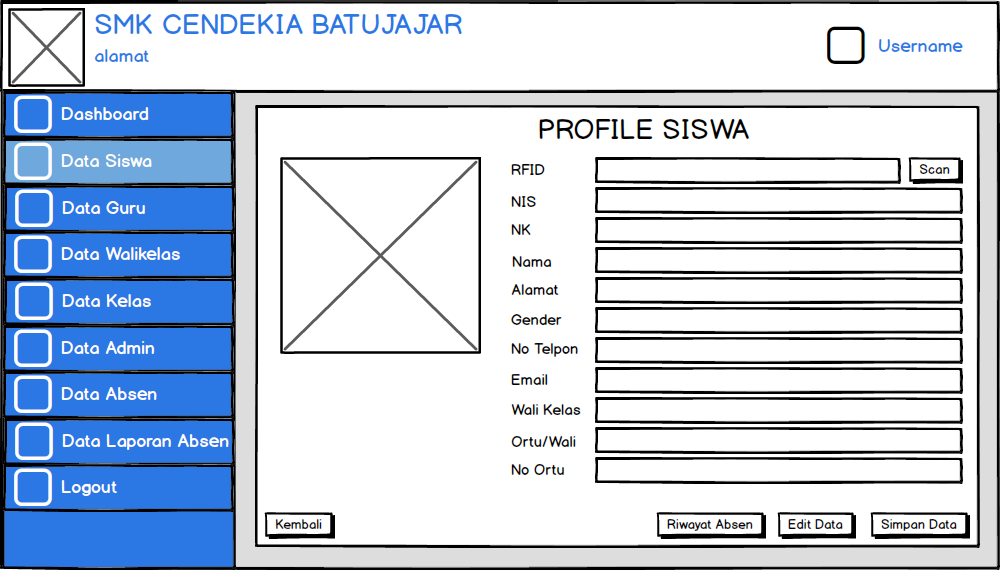 SMK CENDEKIA BATUJAJAR
alamat
Username
Dashboard
Data Siswa
Data Guru
Data Walikelas
Data Kelas
Data Admin
Data Absen
Data Laporan Absen
Logout
PROFILE SISWA
RFID
Scan
NIS
NK
Nama
Alamat
Gender
No Telpon
Email
Wali Kelas
Ortu/Wali
No Ortu
Kembali
Riwayat Absen
Edit Data
Simpan Data